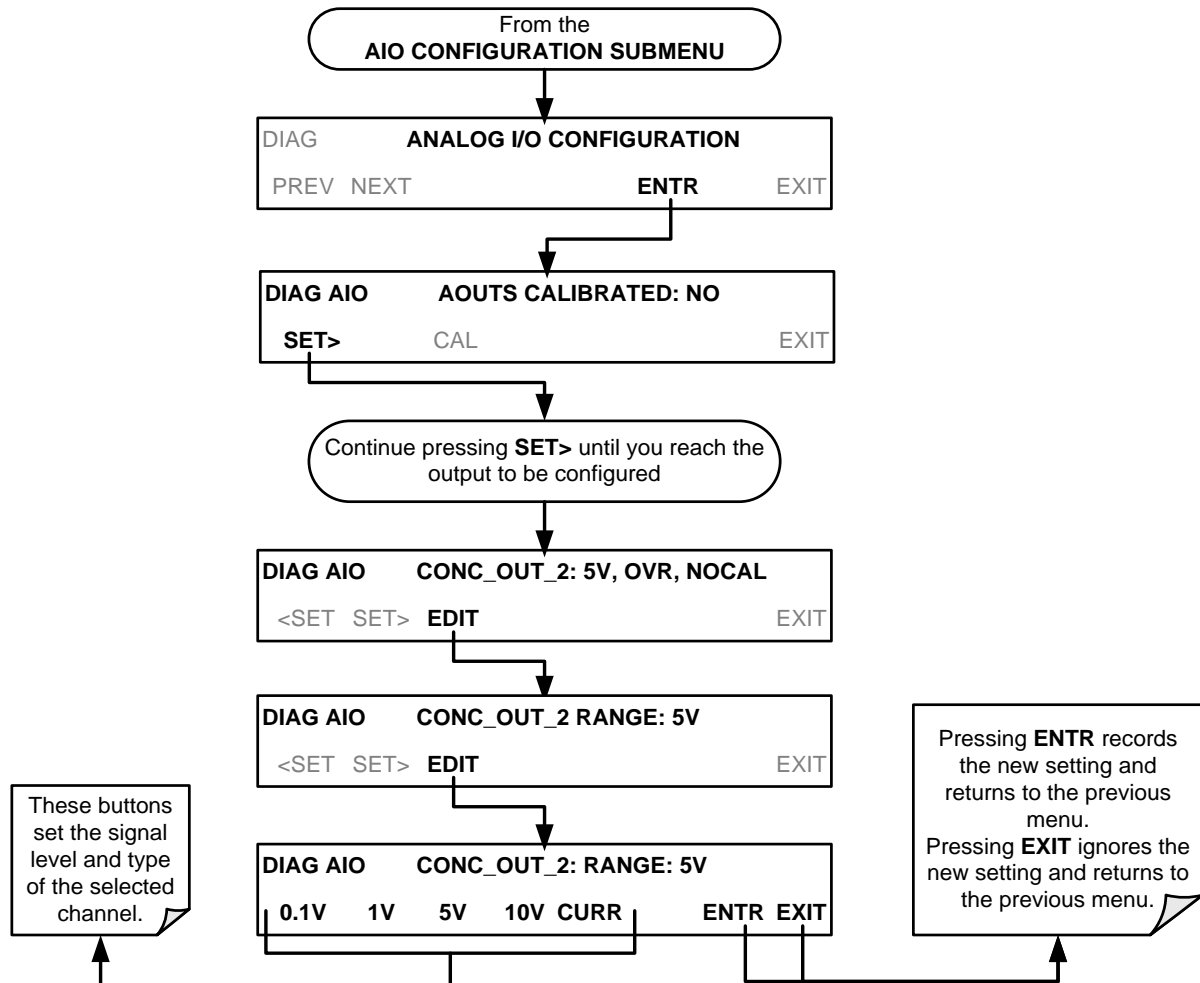 From the
AIO CONFIGURATION SUBMENU
DIAG ANALOG I/O CONFIGURATION
PREV NEXT ENTR EXIT
DIAG AIO AOUTS CALIBRATED: NO
SET> CAL EXIT
Continue pressing SET> until you reach the
output to be configured
DIAG AIO CONC_OUT_2: 5V, OVR, NOCAL
<SET SET> EDIT EXIT
DIAG AIO CONC_OUT_2 RANGE: 5V
<SET SET> EDIT EXIT
DIAG AIO CONC_OUT_2: RANGE: 5V
0.1V 1V 5V 10V CURR ENTR EXIT
These buttons
set the signal
level and type
of the selected
channel.
Pressing ENTR records
the new setting and
returns to the previous
menu.
Pressing EXIT ignores the
new setting and returns to
the previous menu.